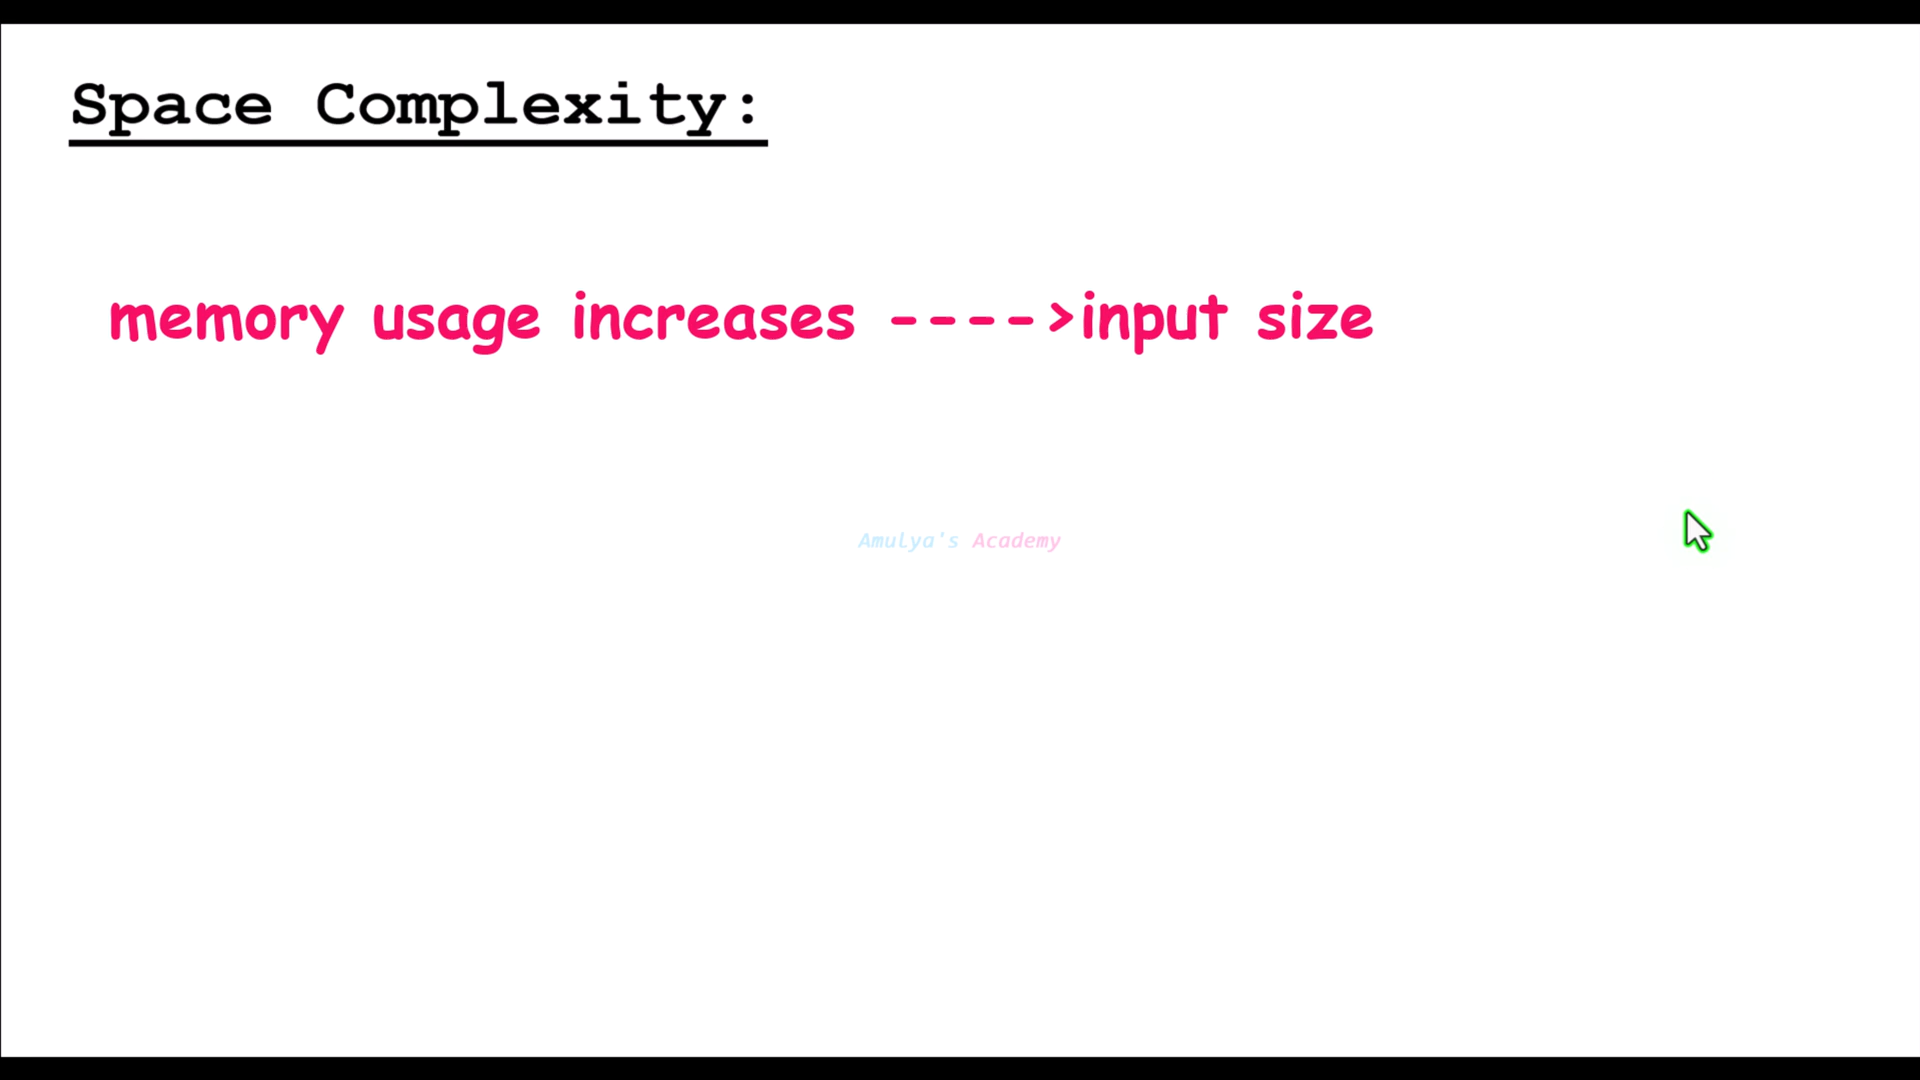 Space Complexity:
memory usage increases ---->input size
Amulya's Academy